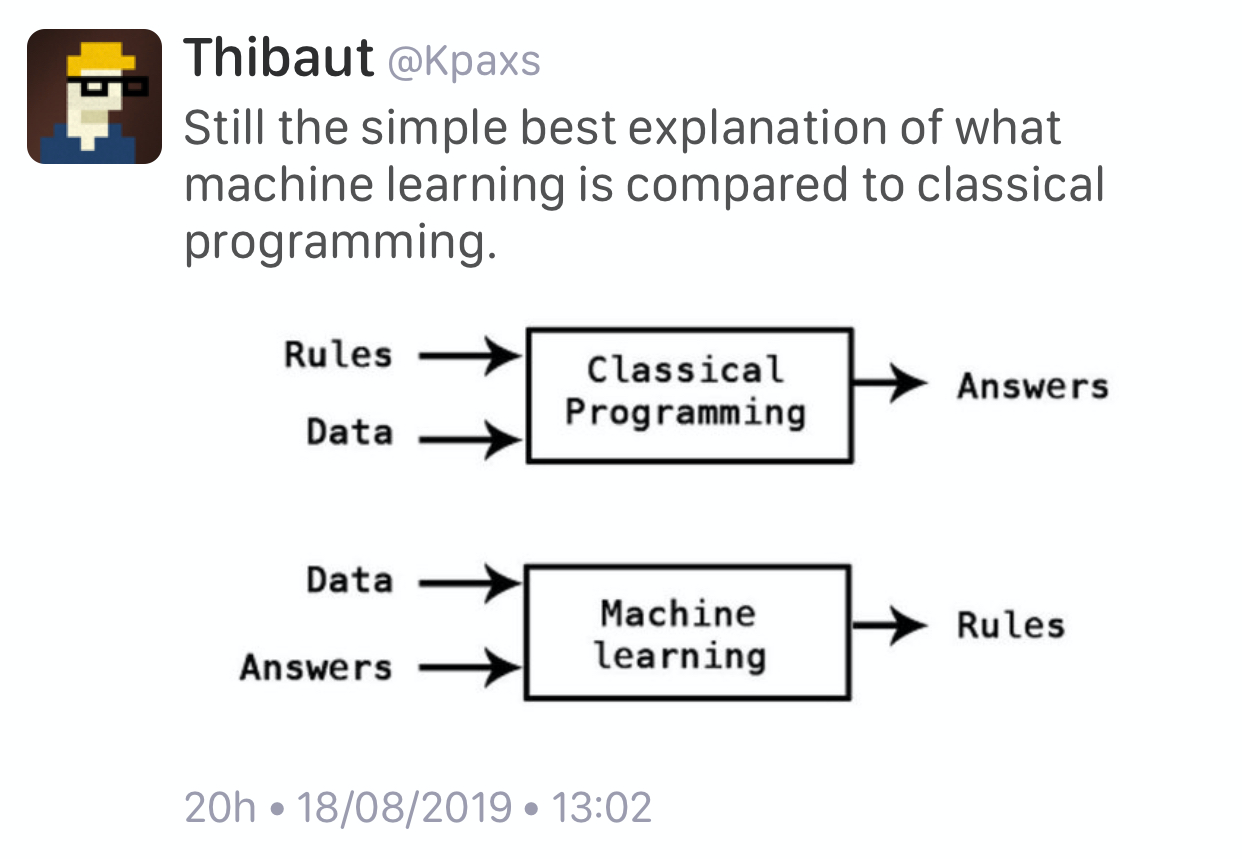 Thibaut @Kpaxs
Still the simple best explanation of what
machine learning is compared to classical
programming.
Rules
Data
Classical
Programming
Answers
Data
Answers
Machine
learning
Rules
20h • 18/08/2019 • 13:02